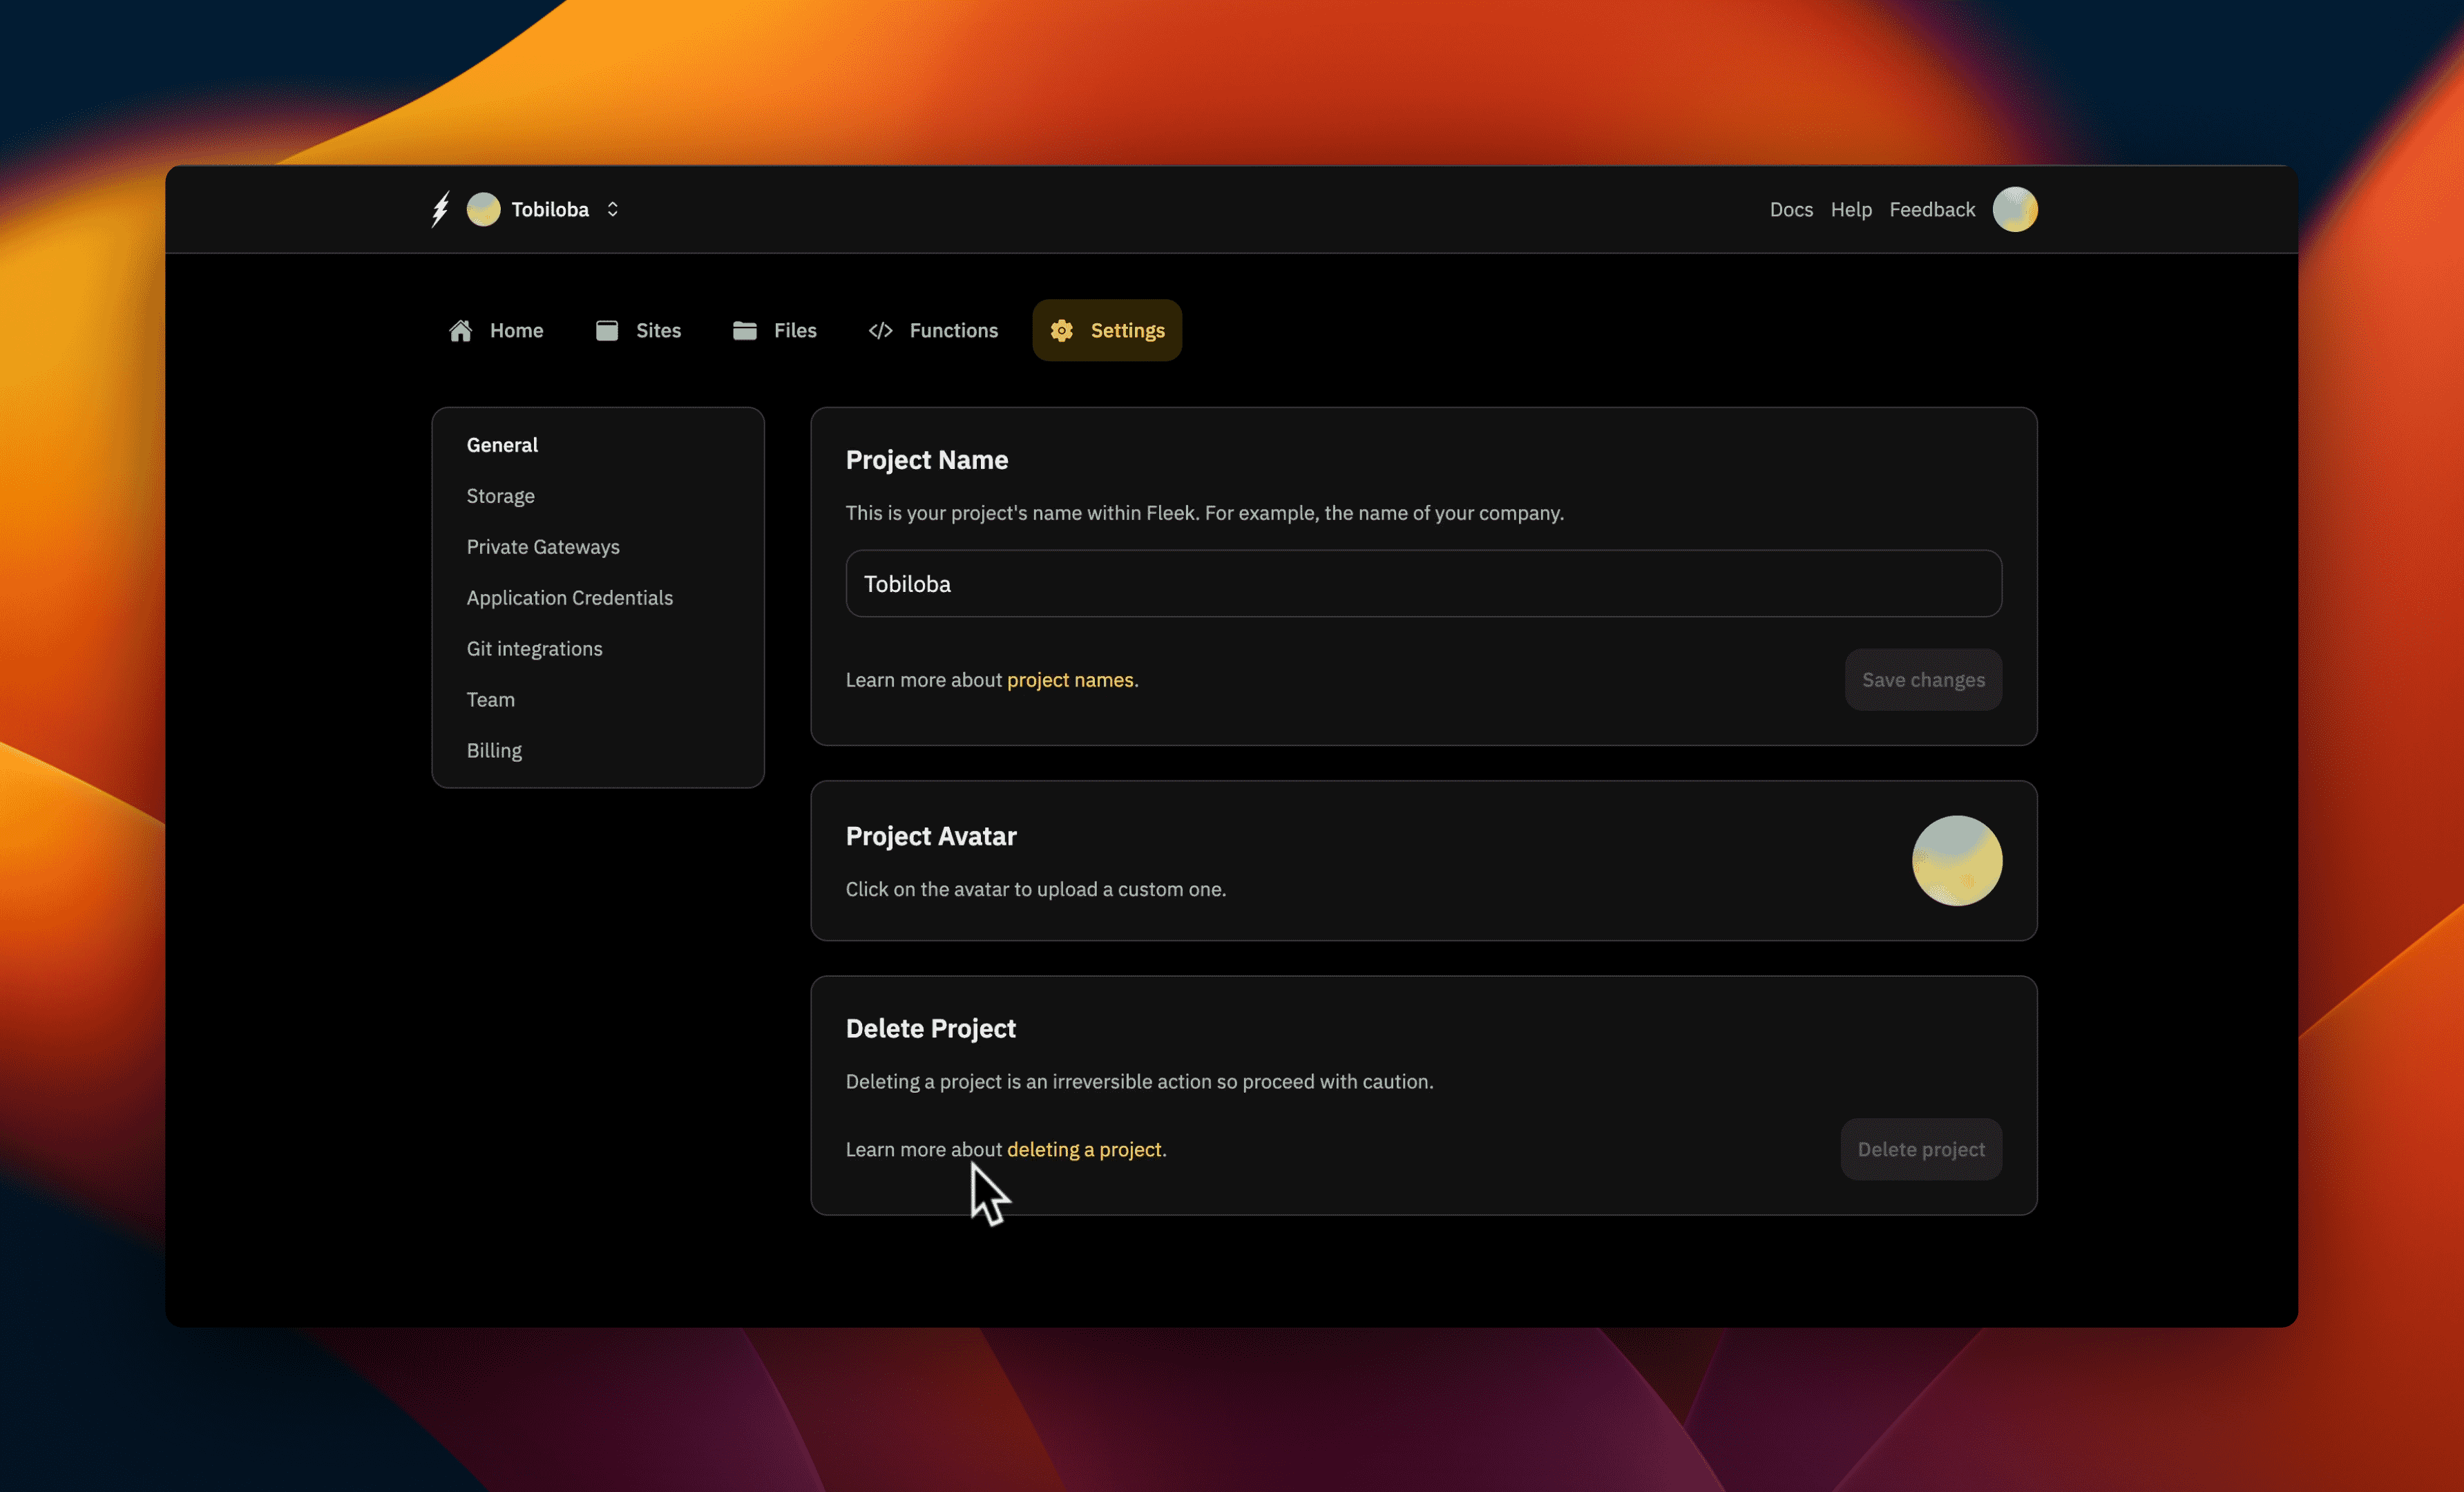 Tobiloba
Docs Help Feedback
Home Sites Files Functions Settings
General
Storage
Private Gateways
Application Credentials
Git integrations
Team
Billing
Project Name
This is your project's name within Fleek. For example, the name of your company.
Tobiloba
Learn more about project names.
Save changes
Project Avatar
Click on the avatar to upload a custom one.
Delete Project
Deleting a project is an irreversible action so proceed with caution.
Learn more about deleting a project.
Delete project